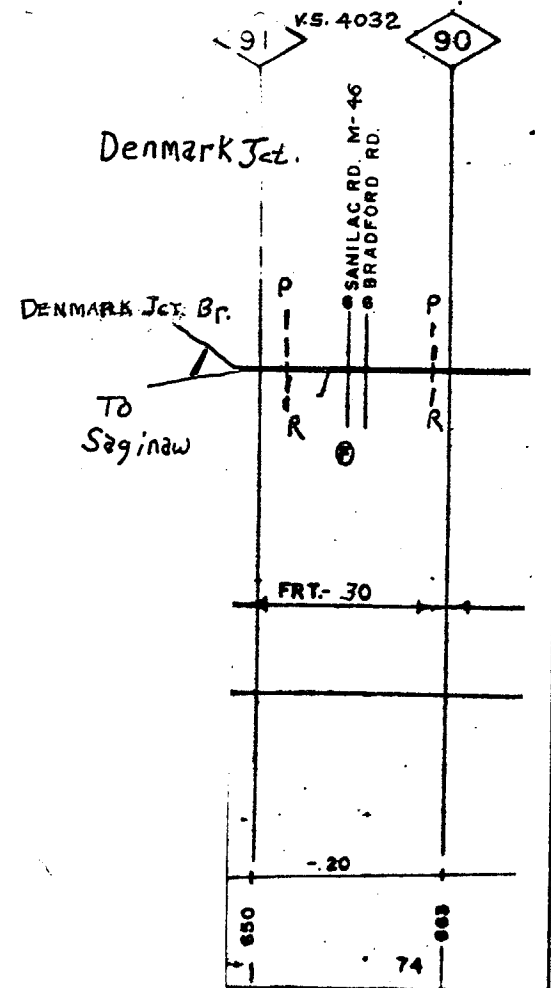 V.S. 4032
91
90
Denmark Jct.
SANILAC RD. M-46
BRADFORD RD.
DENMARK JCT. Br.
P
P
To
Saginaw
R
R
FRT.- 30
-.20
650
663
74